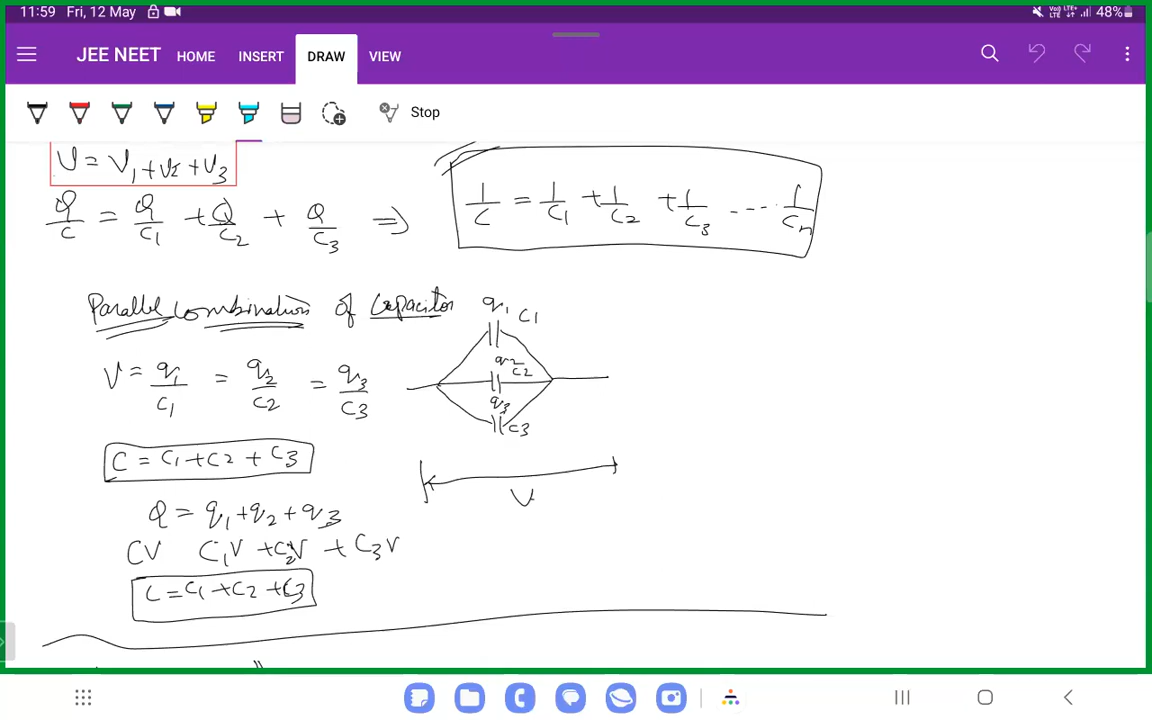 11:59 Fri, 12 May 48%
JEE NEET HOME INSERT DRAW VIEW
Stop
V = V1 + V2 + V3
Q/C = Q/C1 + Q/C2 + Q/C3 ⇒ 1/C = 1/C1 + 1/C2 + 1/C3 ---- 1/Cn
Parallel combination of Capacitor
q1 C1
V = q1/C1 = q2/C2 = q3/C3
q2 C2
q3 C3
C = C1 + C2 + C3
V
Q = q1 + q2 + q3
CV C1V + C2V + C3V
C = C1 + C2 + C3